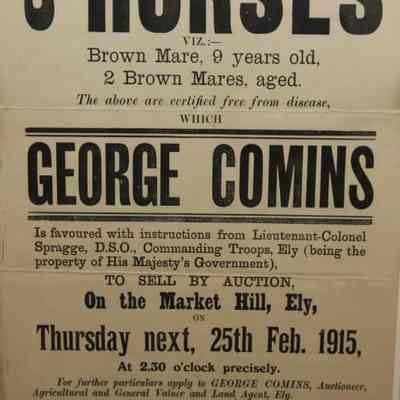 HORSES
VIZ.:—
Brown Mare, 9 years old,
2 Brown Mares, aged.
The above are certified free from disease,
WHICH
GEORGE COMINS
Is favoured with instructions from Lieutenant-Colonel
Spragge, D.S.O., Commanding Troops, Ely (being the
property of His Majesty's Government),
TO SELL BY AUCTION,
On the Market Hill, Ely,
ON
Thursday next, 25th Feb. 1915,
At 2.30 o'clock precisely.
For further particulars apply to GEORGE COMINS, Auctioneer,
Agricultural and General Valuer and Land Agent, Ely.